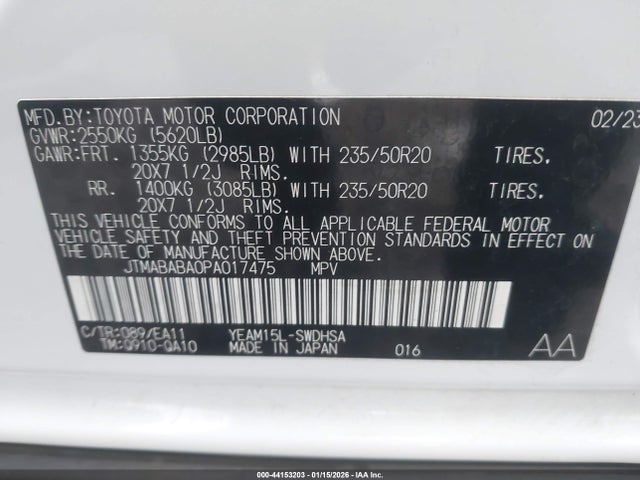 MFD.BY:TOYOTA MOTOR CORPORATION 02/23
GVWR:2550KG (5620LB)
GAWR:FRT. 1355KG (2985LB) WITH 235/50R20 TIRES.
20X7 1/2J RIMS.
RR. 1400KG (3085LB) WITH 235/50R20 TIRES.
20X7 1/2J RIMS.
THIS VEHICLE CONFORMS TO ALL APPLICABLE FEDERAL MOTOR
VEHICLE SAFETY AND THEFT PREVENTION STANDARDS IN EFFECT ON
THE DATE OF MANUFACTURE SHOWN ABOVE.
JTMABABA0PA017475 MPV
C/TR:089/EA11 YEAM15L-SWDHSA
TM:Q910-QA10 MADE IN JAPAN 016 AA
000-44153203 - 01/15/2026 - IAA Inc.